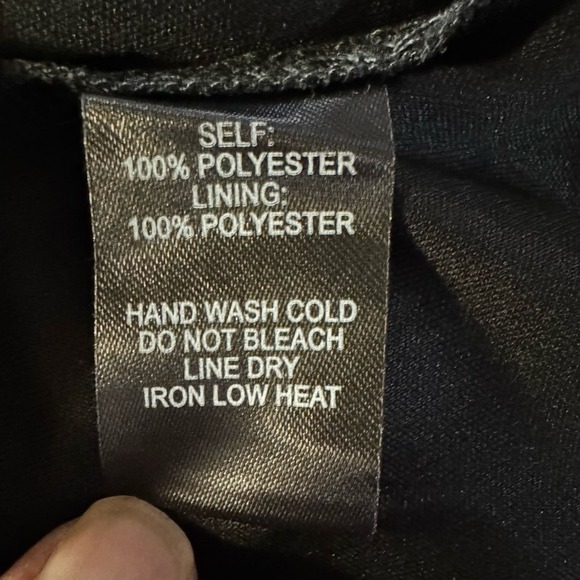 SELF:
100% POLYESTER
LINING:
100% POLYESTER
HAND WASH COLD
DO NOT BLEACH
LINE DRY
IRON LOW HEAT